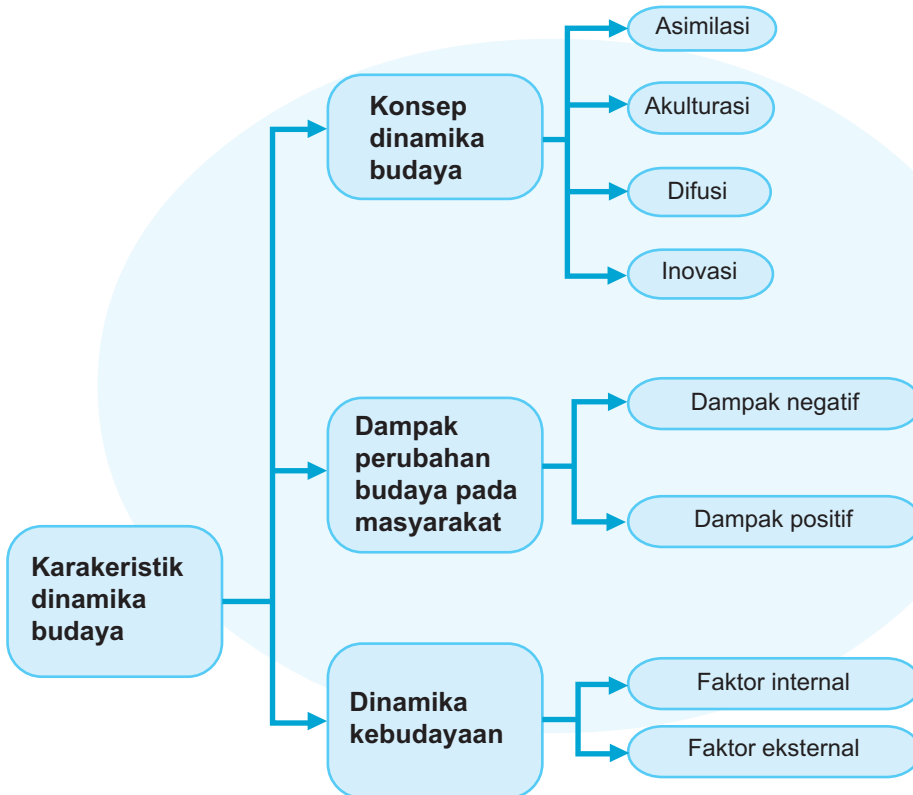 Karakeristik
dinamika
budaya
Konsep
dinamika
budaya
Asimilasi
Akulturasi
Difusi
Inovasi
Dampak
perubahan
budaya pada
masyarakat
Dampak negatif
Dampak positif
Dinamika
kebudayaan
Faktor internal
Faktor eksternal